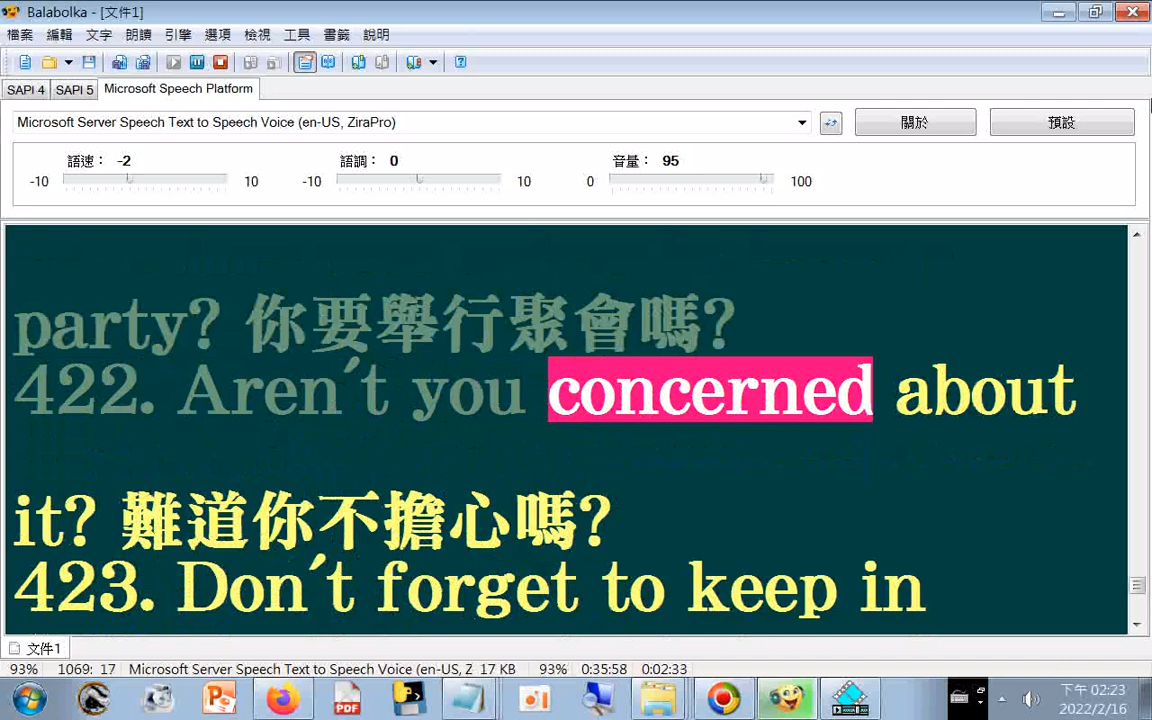 Balabolka - [文件1]
檔案 編輯 文字 朗讀 引擎 選項 檢視 工具 書籤 說明
SAPI 4 SAPI 5 Microsoft Speech Platform
Microsoft Server Speech Text to Speech Voice (en-US, ZiraPro) 關於 預設
語速： -2 語調： 0 音量： 95
-10 10 -10 10 0 100
party? 你要舉行聚會嗎?
422. Aren't you concerned about
it? 難道你不擔心嗎?
423. Don't forget to keep in
文件1
93% 1069: 17 Microsoft Server Speech Text to Speech Voice (en-US, Z 17 KB 93% 0:35:58 0:02:33
PDF
下午 02:23
2022/2/16